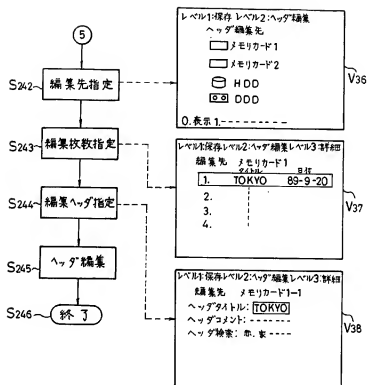 5
S242
編集先指定
S243
編集枚数指定
S244
編集ヘッダ指定
S245
ヘッダ編集
S246
終了
レベル1:保存 レベル2:ヘッダ編集
ヘッダ編集先
メモリカード1
メモリカード2
HDD
DDD
0.表示 1.
V36
レベル1:保存 レベル2:ヘッダ編集 レベル3:詳細
編集先 メモリカード1
タイトル 日付
1. TOKYO 89-9-20
2.
3.
4.
V37
レベル1:保存 レベル2:ヘッダ編集 レベル3:詳細
編集先 メモリカード1-1
ヘッダタイトル: TOKYO
ヘッダコメント: -----
ヘッダ検索: 赤.家 ----
V38